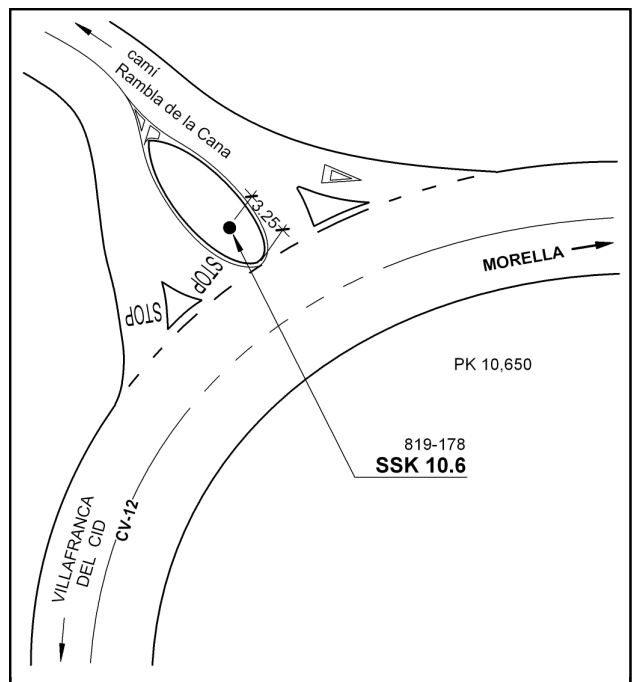 camí
Rambla de la Cana
3.25
STOP
STOP
MORELLA
PK 10,650
819-178
SSK 10.6
CV-12
VILLAFRANCA
DEL CID